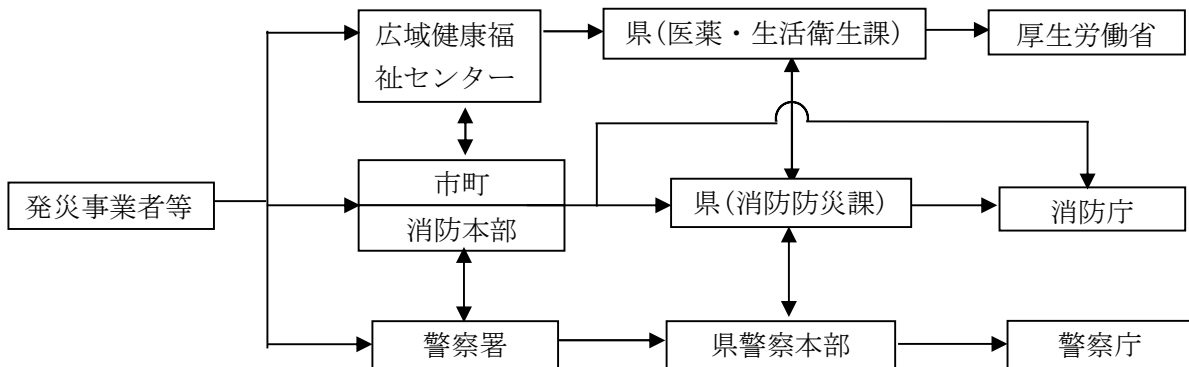 広域健康福
祉センター
県(医薬・生活衛生課)
厚生労働省
発災事業者等
市町
消防本部
県(消防防災課)
消防庁
警察署
県警察本部
警察庁